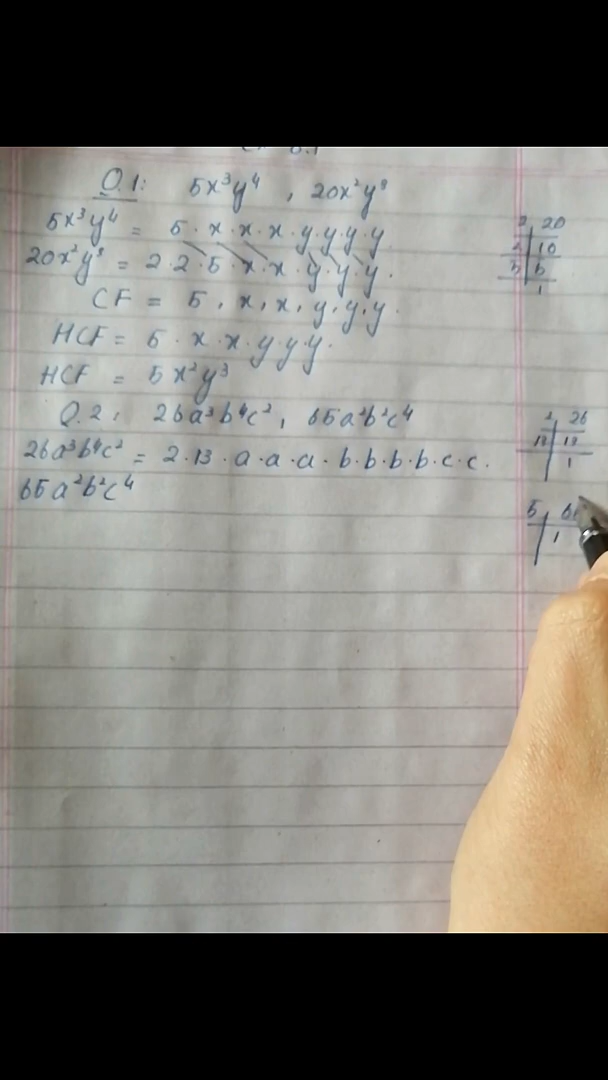 Q.1: 5x³y⁴ , 20x²y³
5x³y⁴ = 5·x·x·x·y·y·y·y
20x²y³ = 2·2·5·x·x·y·y·y.
CF = 5, x, x, y, y, y.
HCF = 5·x·x·y·y·y.
HCF = 5x²y³
Q.2: 26a³b⁴c², 65a²b²c⁴
26a³b⁴c² = 2·13·a·a·a·b·b·b·b·c·c.
65a²b²c⁴
2 20
2 10
5 5
1
2 26
13 13
1
5
1